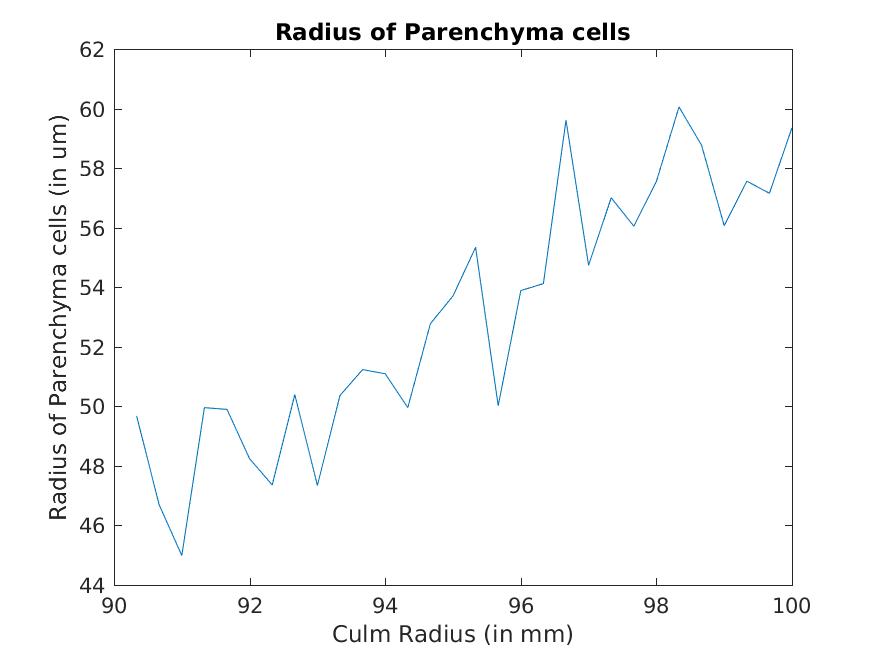 Radius of Parenchyma cells
62
60
58
56
54
52
50
48
46
44
90 92 94 96 98 100
Radius of Parenchyma cells (in um)
Culm Radius (in mm)